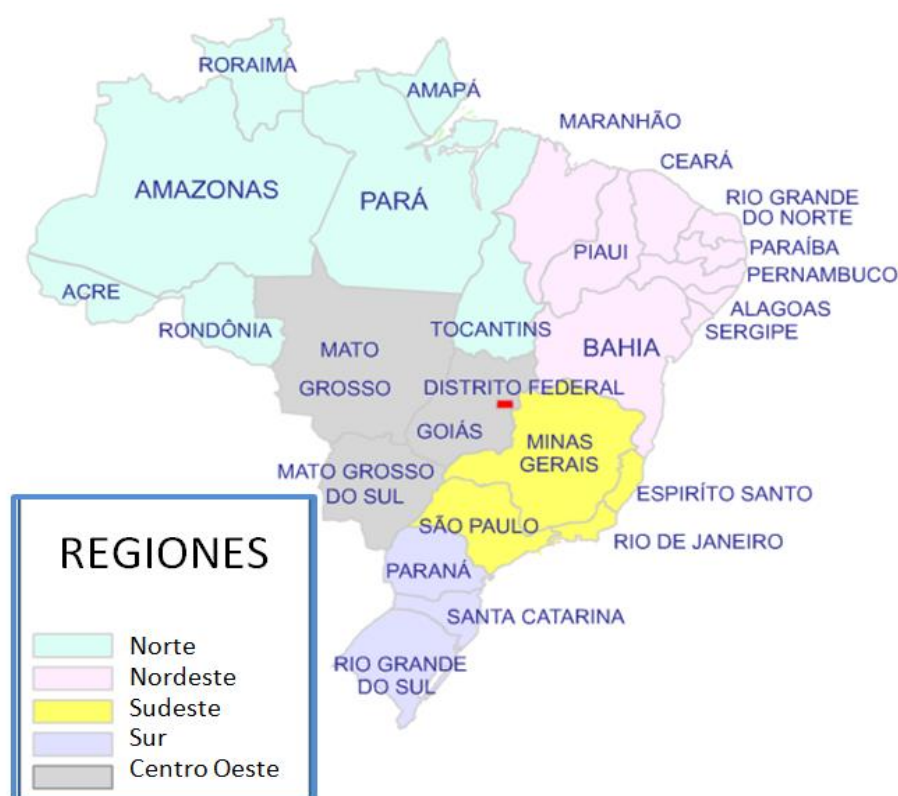 RORAIMA
AMAPÁ
MARANHÃO
CEARÁ
AMAZONAS
PARÁ
RIO GRANDE
DO NORTE
PIAUI
PARAÍBA
PERNAMBUCO
ACRE
ALAGOAS
RONDÔNIA
TOCANTINS
SERGIPE
MATO
GROSSO
BAHIA
DISTRITO FEDERAL
GOIÁS
MINAS
GERAIS
MATO GROSSO
DO SUL
ESPIRÍTO SANTO
SÃO PAULO
RIO DE JANEIRO
PARANÁ
SANTA CATARINA
RIO GRANDE
DO SUL
REGIONES
Norte
Nordeste
Sudeste
Sur
Centro Oeste